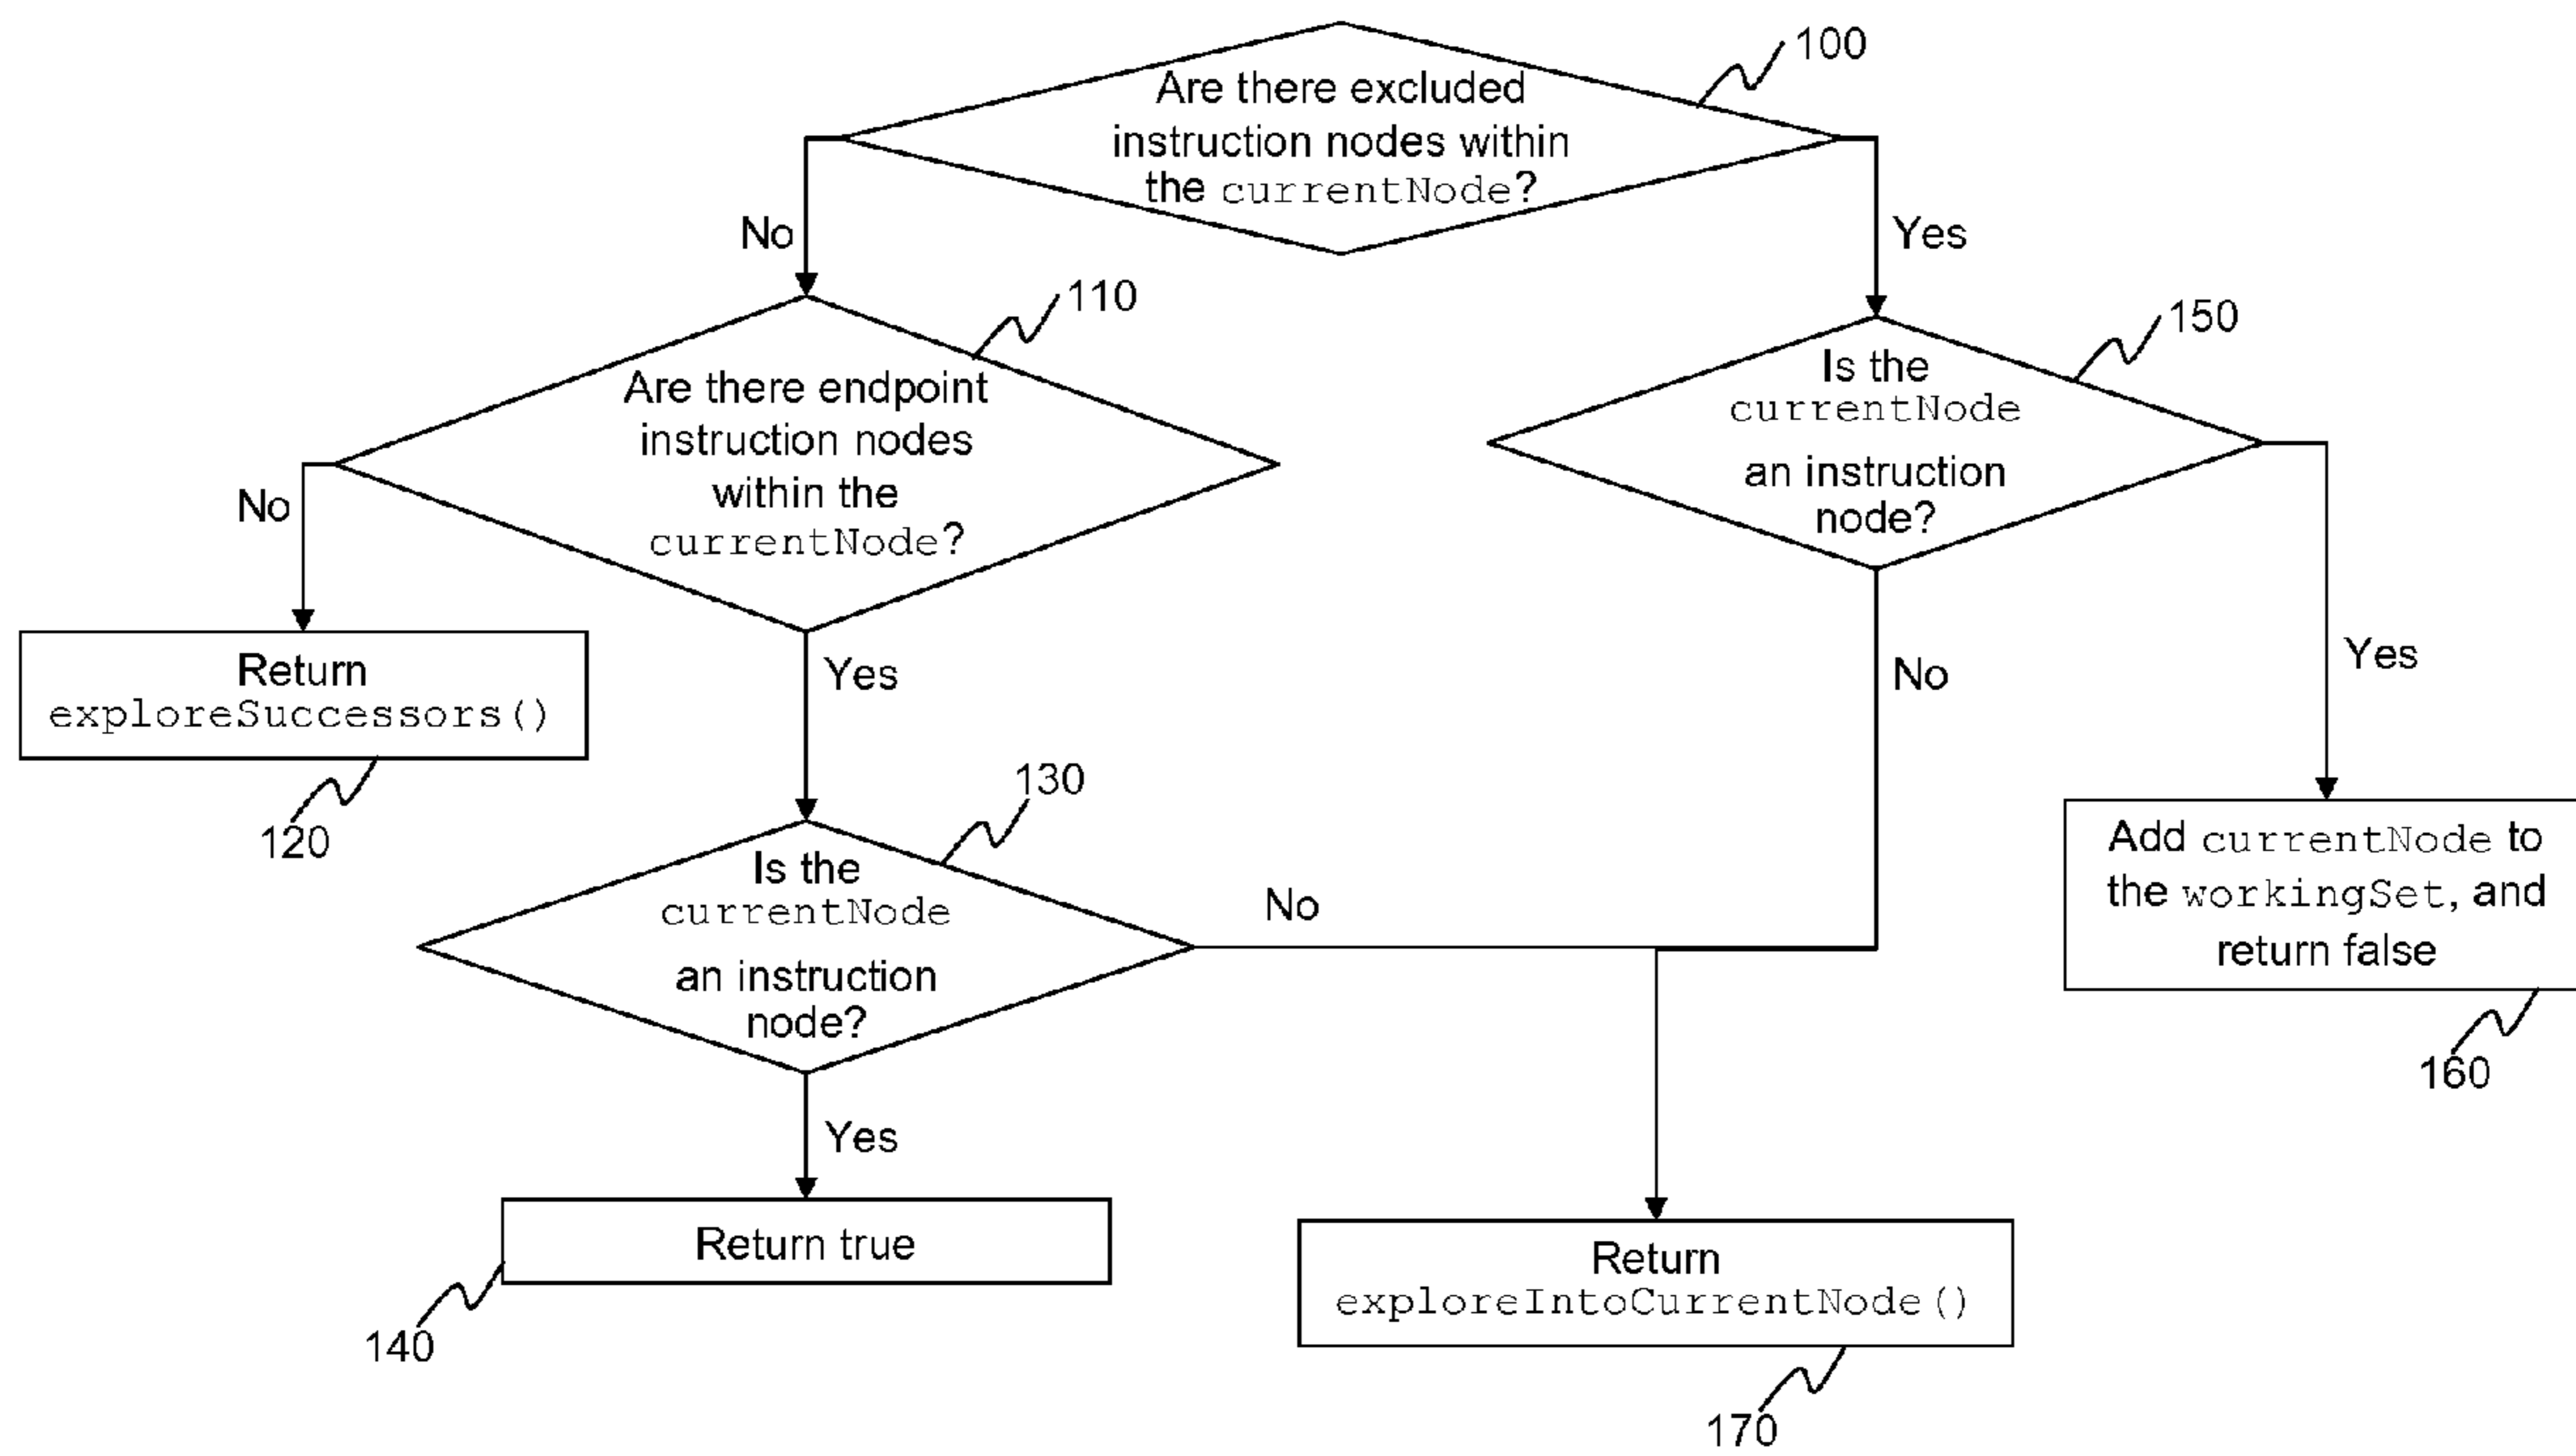 100
Are there excluded
instruction nodes within
the currentNode?
No
Yes
110
Are there endpoint
instruction nodes
within the
currentNode?
150
Is the
currentNode
an instruction
node?
No
Return
exploreSuccessors()
120
Yes
No
Yes
130
Is the
currentNode
an instruction
node?
No
Add currentNode to
the workingSet, and
return false
160
Yes
Return true
140
Return
exploreIntoCurrentNode()
170